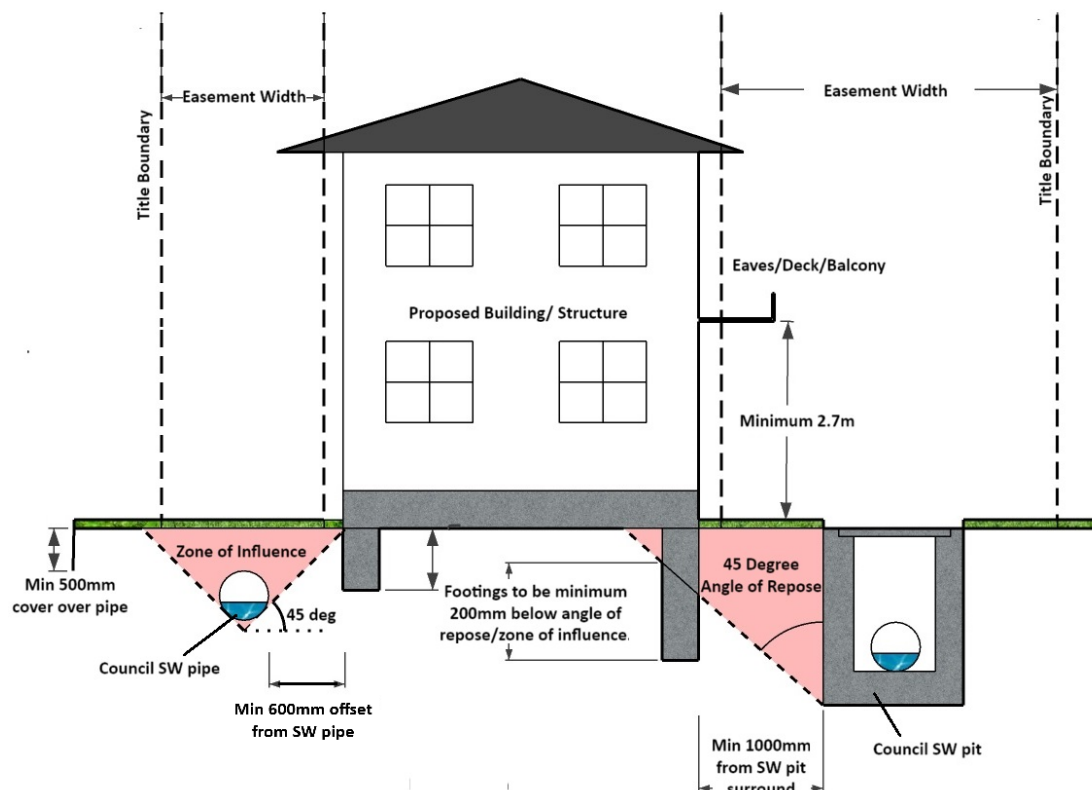 Easement Width
Easement Width
Title Boundary
Title Boundary
Eaves/Deck/Balcony
Proposed Building/ Structure
Minimum 2.7m
Zone of Influence
45 Degree
Angle of Repose
Min 500mm
cover over pipe
Footings to be minimum
200mm below angle of
repose/zone of influence.
45 deg
Council SW pipe
Min 600mm offset
from SW pipe
Council SW pit
Min 1000mm
from SW pit
surround